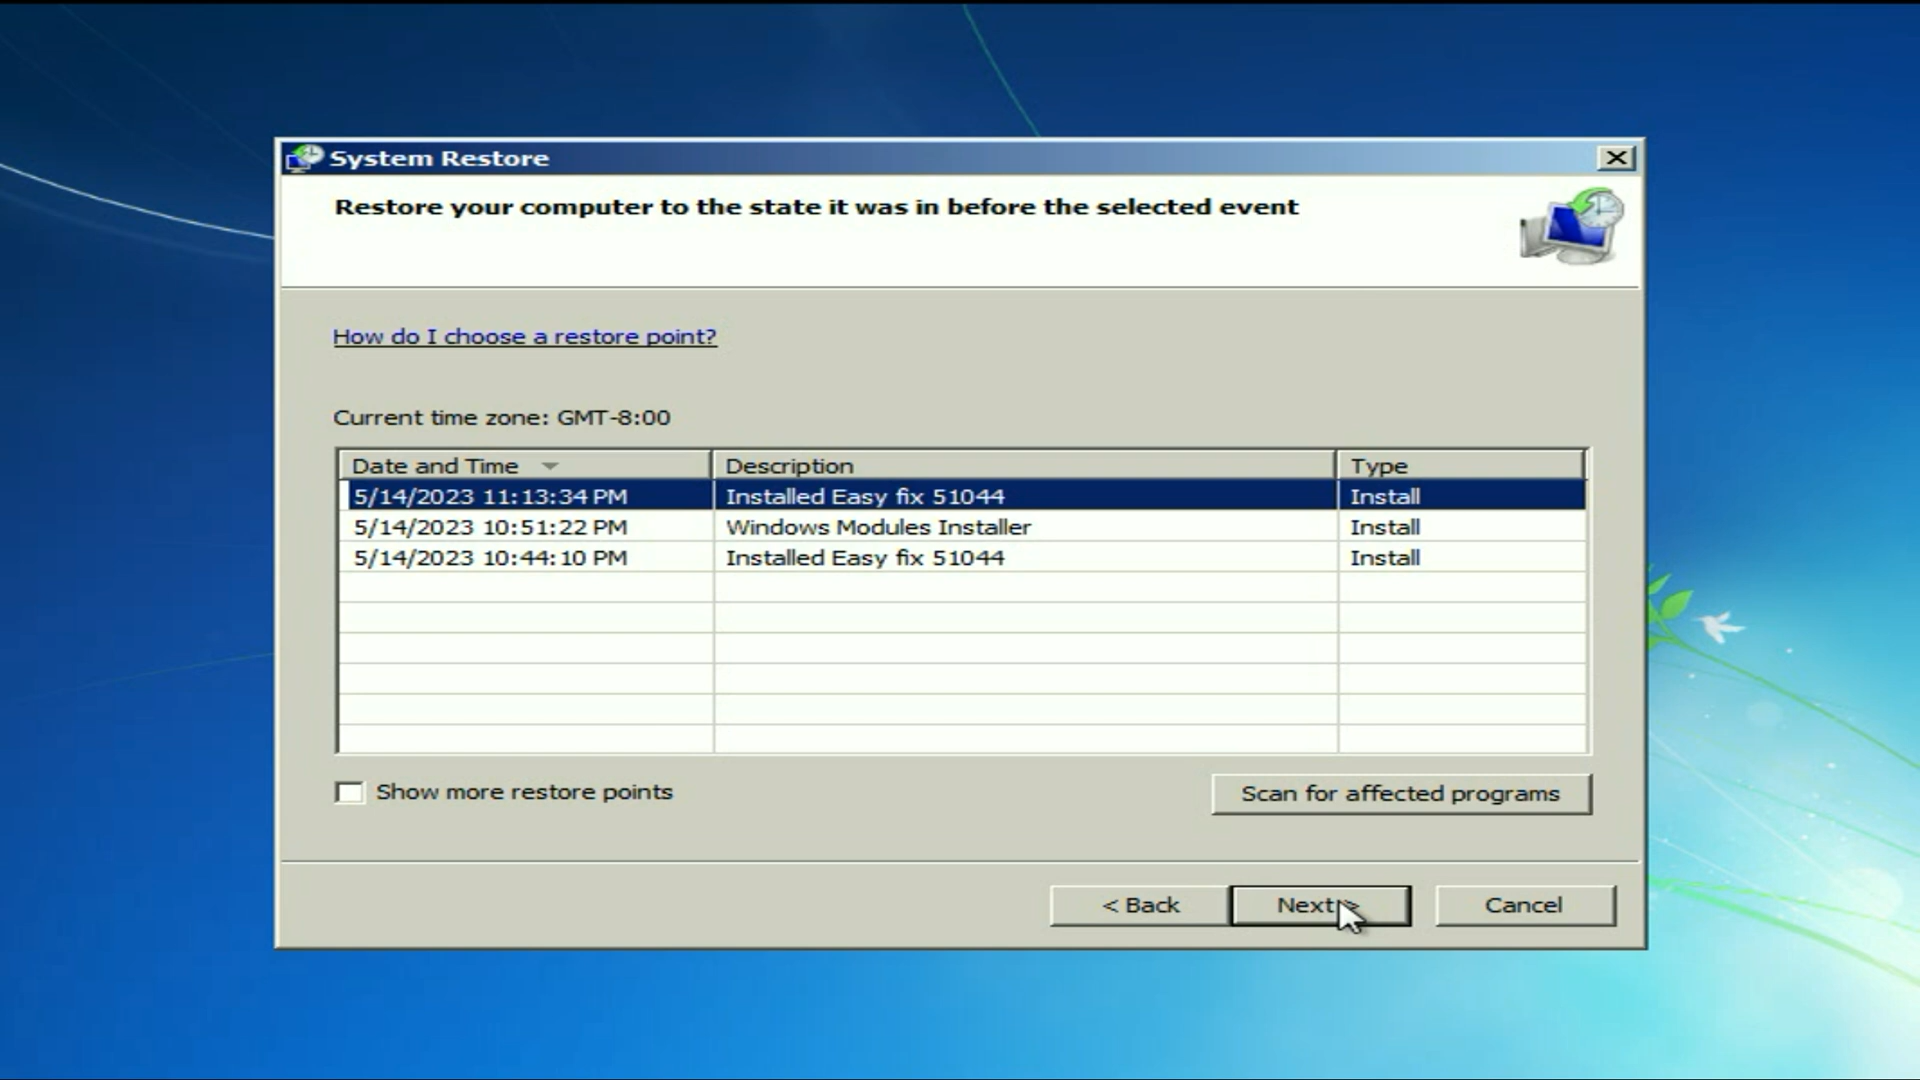 System Restore
Restore your computer to the state it was in before the selected event
How do I choose a restore point?
Current time zone: GMT-8:00
Date and Time Description Type
5/14/2023 11:13:34 PM Installed Easy fix 51044 Install
5/14/2023 10:51:22 PM Windows Modules Installer Install
5/14/2023 10:44:10 PM Installed Easy fix 51044 Install
Show more restore points Scan for affected programs
< Back Next > Cancel